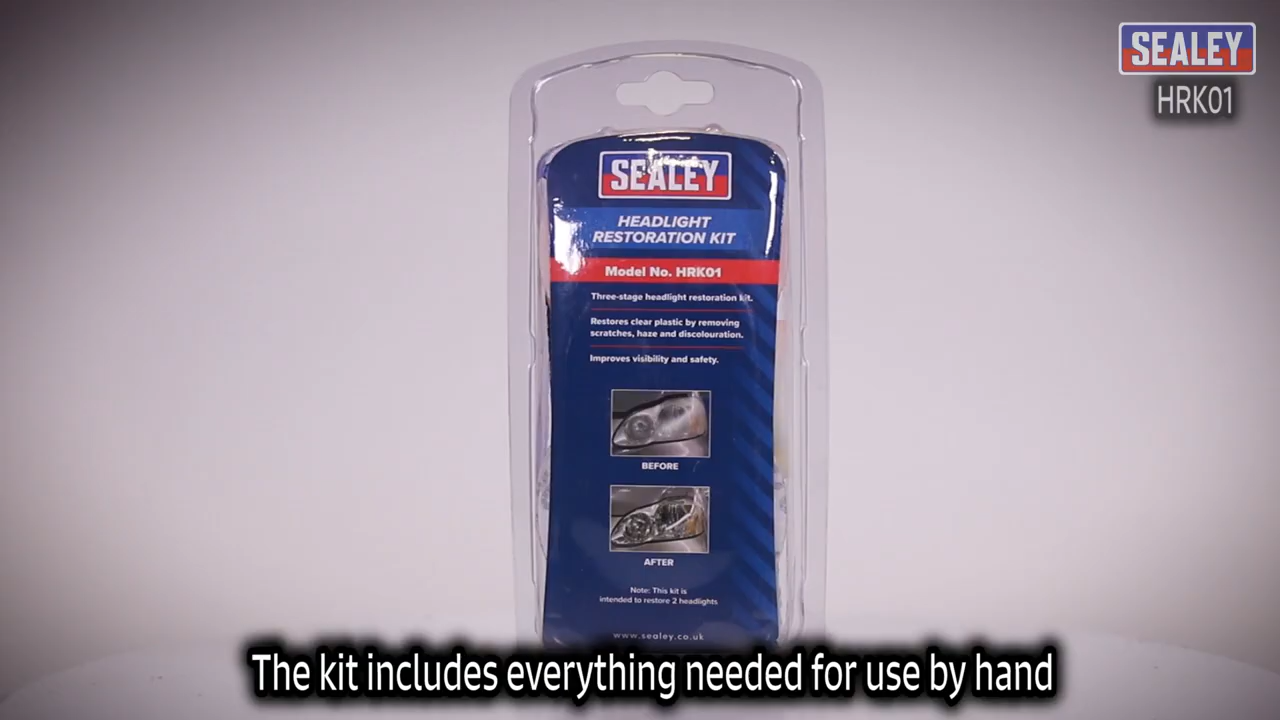 SEALEY
HRK01
SEALEY
HEADLIGHT
RESTORATION KIT
Model No. HRK01
Three-stage headlight restoration kit.
Restores clear plastic by removing
scratches, haze and discolouration.
Improves visibility and safety.
BEFORE
AFTER
Note: This kit is
intended to restore 2 headlights
www.sealey.co.uk
The kit includes everything needed for use by hand